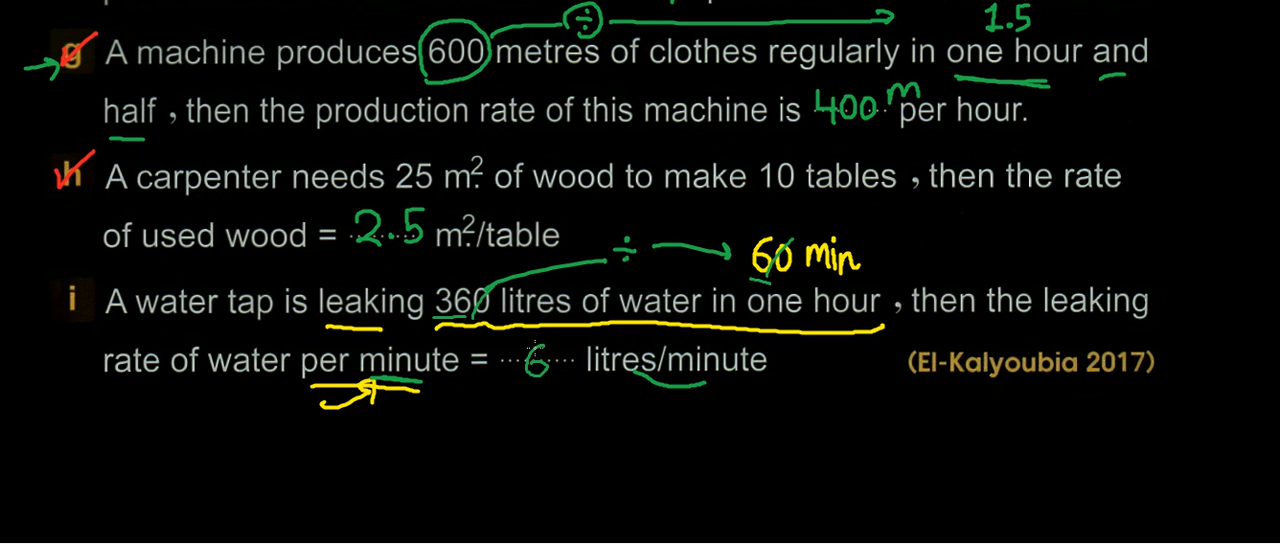 ÷ 1.5
g A machine produces 600 metres of clothes regularly in one hour and
half , then the production rate of this machine is 400 m per hour.
h A carpenter needs 25 m² of wood to make 10 tables , then the rate
of used wood = 2.5 m²/table
÷ 60 min
i A water tap is leaking 360 litres of water in one hour , then the leaking
rate of water per minute = 6 litres/minute (El-Kalyoubia 2017)